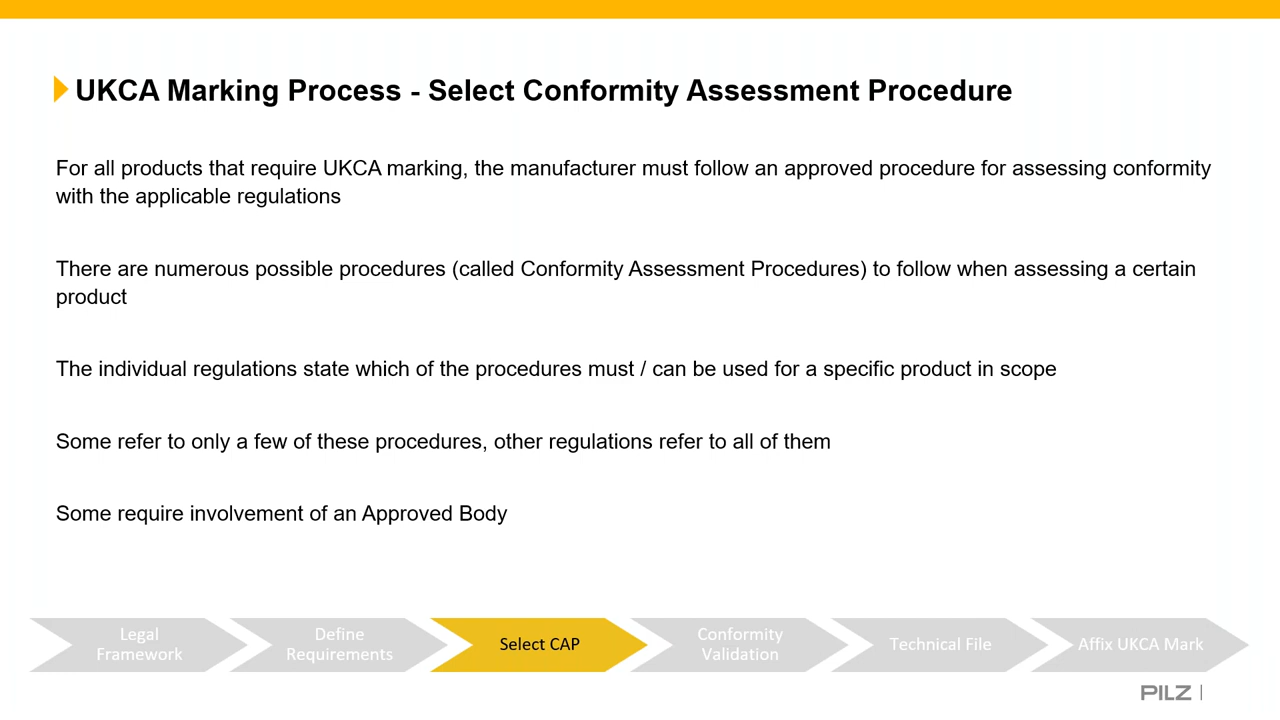 UKCA Marking Process - Select Conformity Assessment Procedure
For all products that require UKCA marking, the manufacturer must follow an approved procedure for assessing conformity
with the applicable regulations
There are numerous possible procedures (called Conformity Assessment Procedures) to follow when assessing a certain
product
The individual regulations state which of the procedures must / can be used for a specific product in scope
Some refer to only a few of these procedures, other regulations refer to all of them
Some require involvement of an Approved Body
Legal
Framework
Define
Requirements
Select CAP
Conformity
Validation
Technical File
Affix UKCA Mark
PILZ